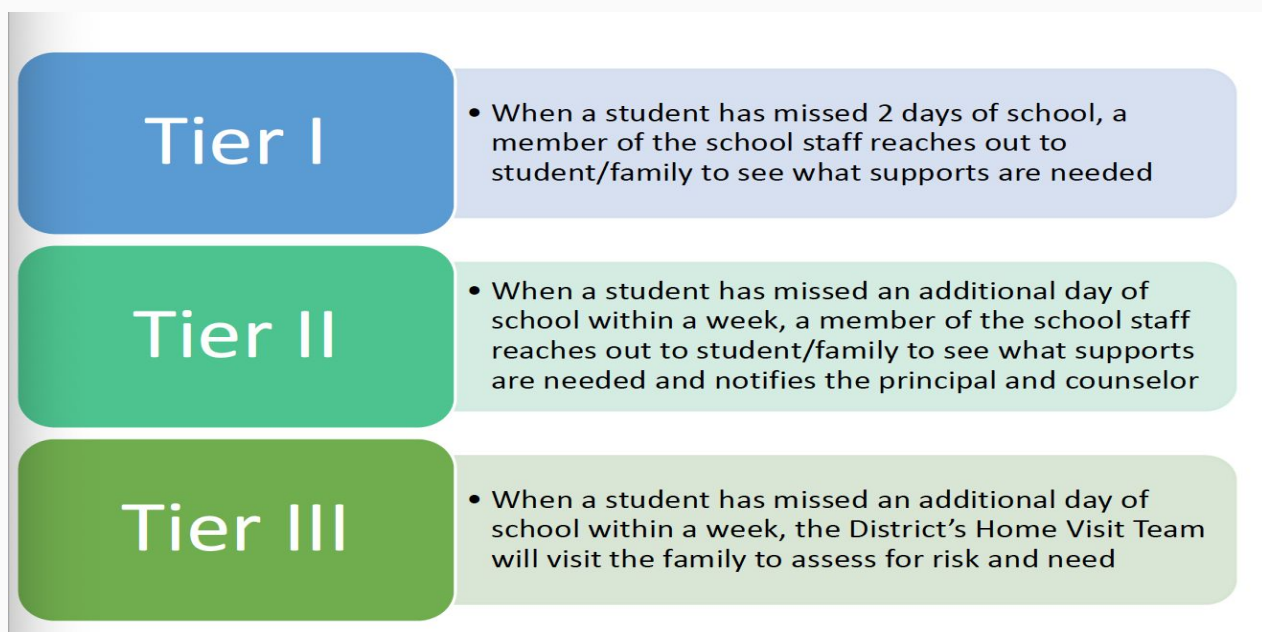 Tier I
• When a student has missed 2 days of school, a
member of the school staff reaches out to
student/family to see what supports are needed
Tier II
• When a student has missed an additional day of
school within a week, a member of the school staff
reaches out to student/family to see what supports
are needed and notifies the principal and counselor
Tier III
• When a student has missed an additional day of
school within a week, the District’s Home Visit Team
will visit the family to assess for risk and need